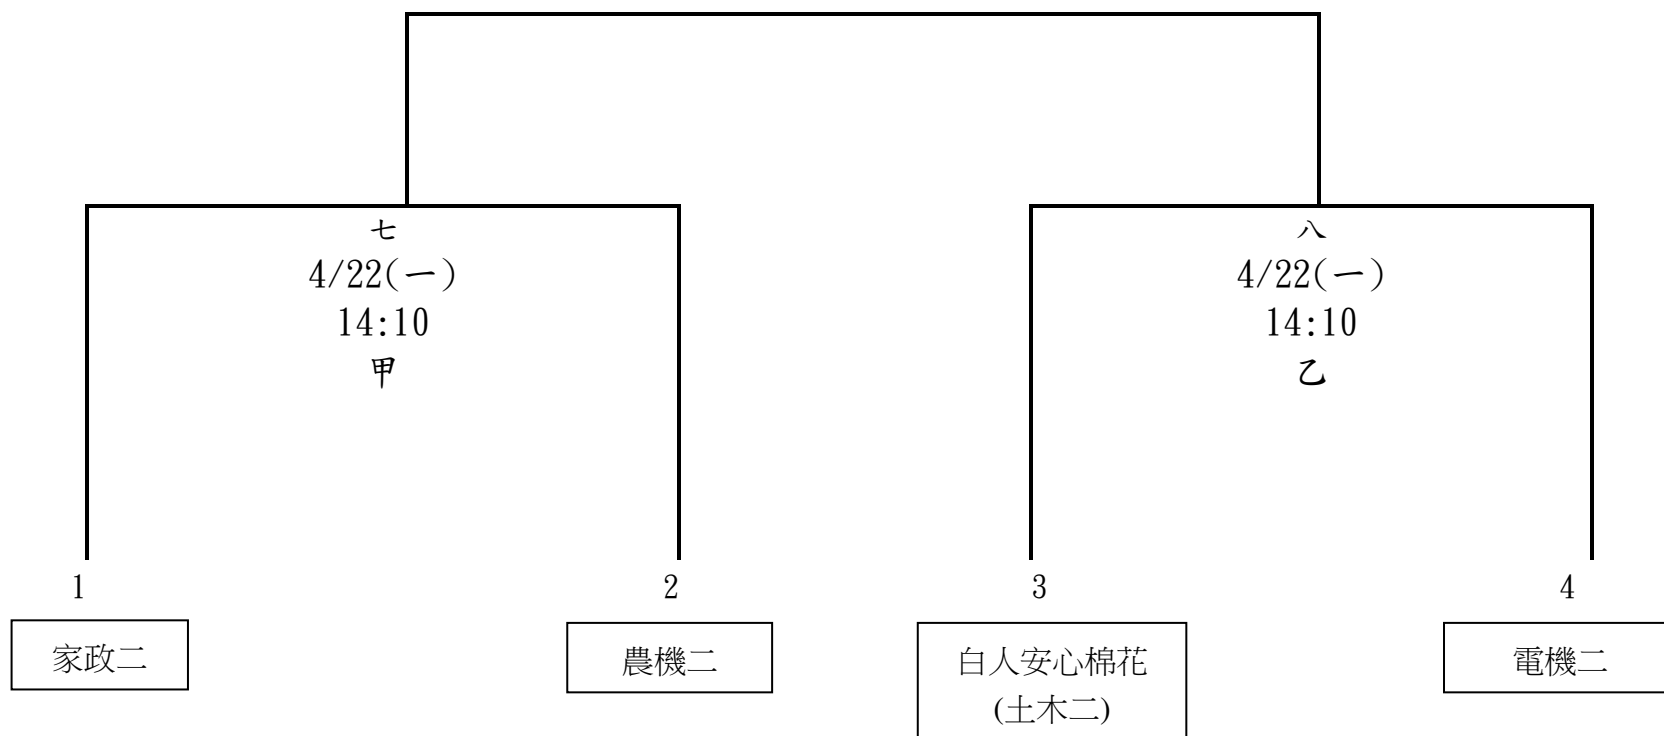 七
4/22(一)
14:10
甲
八
4/22(一)
14:10
乙
1
2
3
4
家政二
農機二
白人安心棉花
(土木二)
電機二